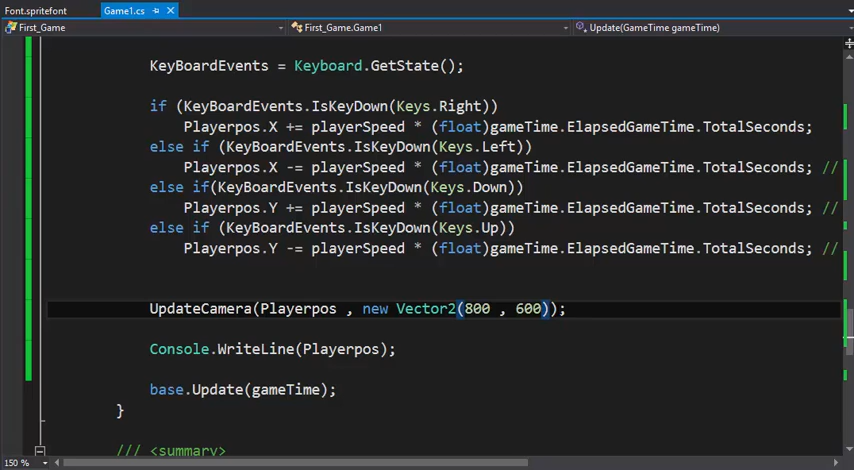 Font.spritefont Game1.cs
First_Game First_Game.Game1 Update(GameTime gameTime)
KeyBoardEvents = Keyboard.GetState();
if (KeyBoardEvents.IsKeyDown(Keys.Right))
Playerpos.X += playerSpeed * (float)gameTime.ElapsedGameTime.TotalSeconds;
else if (KeyBoardEvents.IsKeyDown(Keys.Left))
Playerpos.X -= playerSpeed * (float)gameTime.ElapsedGameTime.TotalSeconds; //
else if(KeyBoardEvents.IsKeyDown(Keys.Down))
Playerpos.Y += playerSpeed * (float)gameTime.ElapsedGameTime.TotalSeconds; //
else if (KeyBoardEvents.IsKeyDown(Keys.Up))
Playerpos.Y -= playerSpeed * (float)gameTime.ElapsedGameTime.TotalSeconds; //
UpdateCamera(Playerpos , new Vector2(800 , 600));
Console.WriteLine(Playerpos);
base.Update(gameTime);
}
/// <summary>
150 %